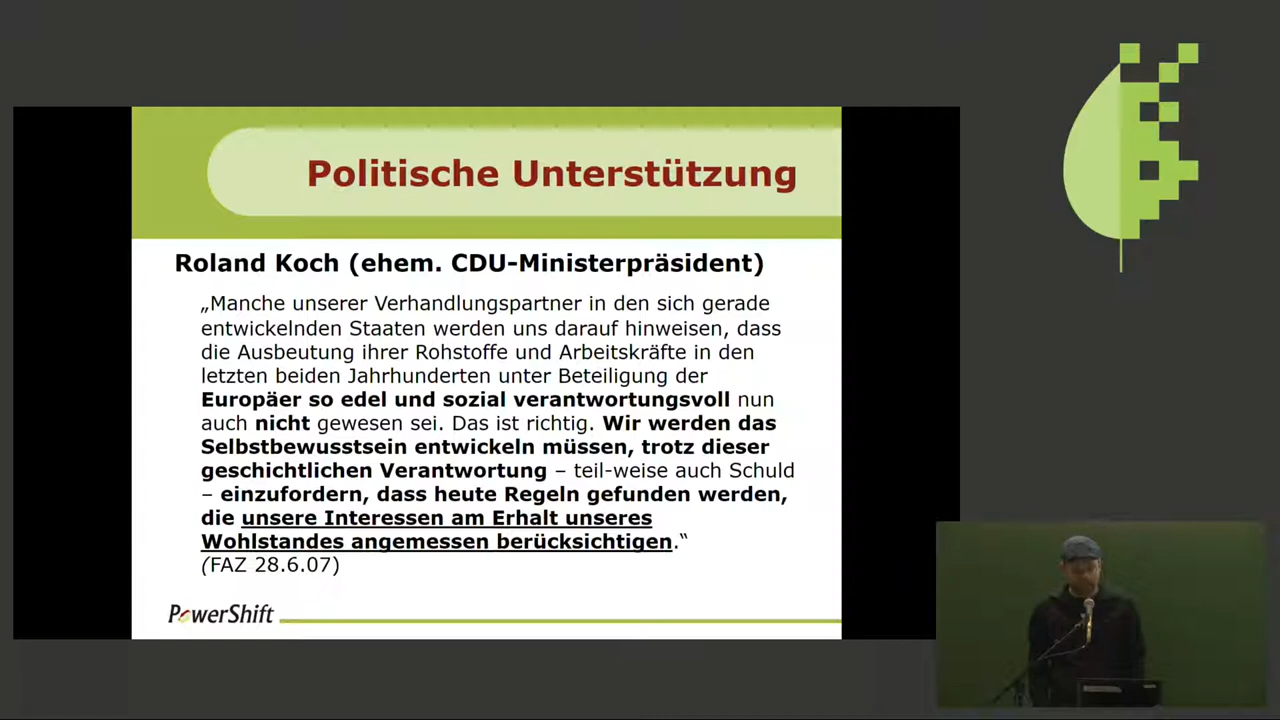 Politische Unterstützung
Roland Koch (ehem. CDU-Ministerpräsident)
„Manche unserer Verhandlungspartner in den sich gerade
entwickelnden Staaten werden uns darauf hinweisen, dass
die Ausbeutung ihrer Rohstoffe und Arbeitskräfte in den
letzten beiden Jahrhunderten unter Beteiligung der
Europäer so edel und sozial verantwortungsvoll nun
auch nicht gewesen sei. Das ist richtig. Wir werden das
Selbstbewusstsein entwickeln müssen, trotz dieser
geschichtlichen Verantwortung – teil-weise auch Schuld
– einzufordern, dass heute Regeln gefunden werden,
die unsere Interessen am Erhalt unseres
Wohlstandes angemessen berücksichtigen.“
(FAZ 28.6.07)
PowerShift